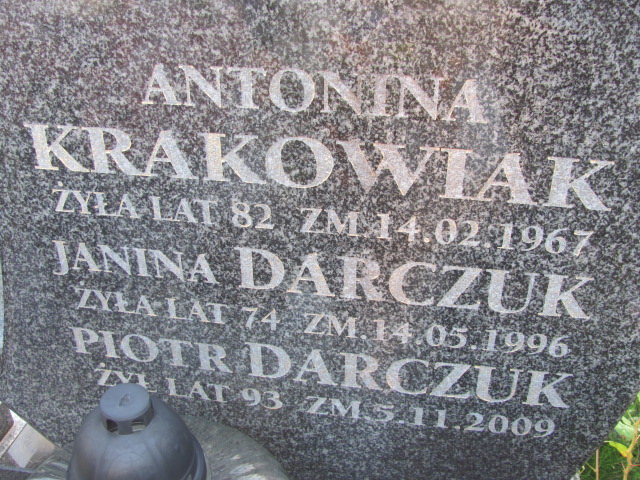 ANTONINA
KRAKOWIAK
ŻYŁA LAT 82 ZM. 14.02.1967
JANINA DARCZUK
ŻYŁA LAT 74 ZM. 14.05.1996
PIOTR DARCZUK
ŻYŁ LAT 93 ZM. 5.11.2009